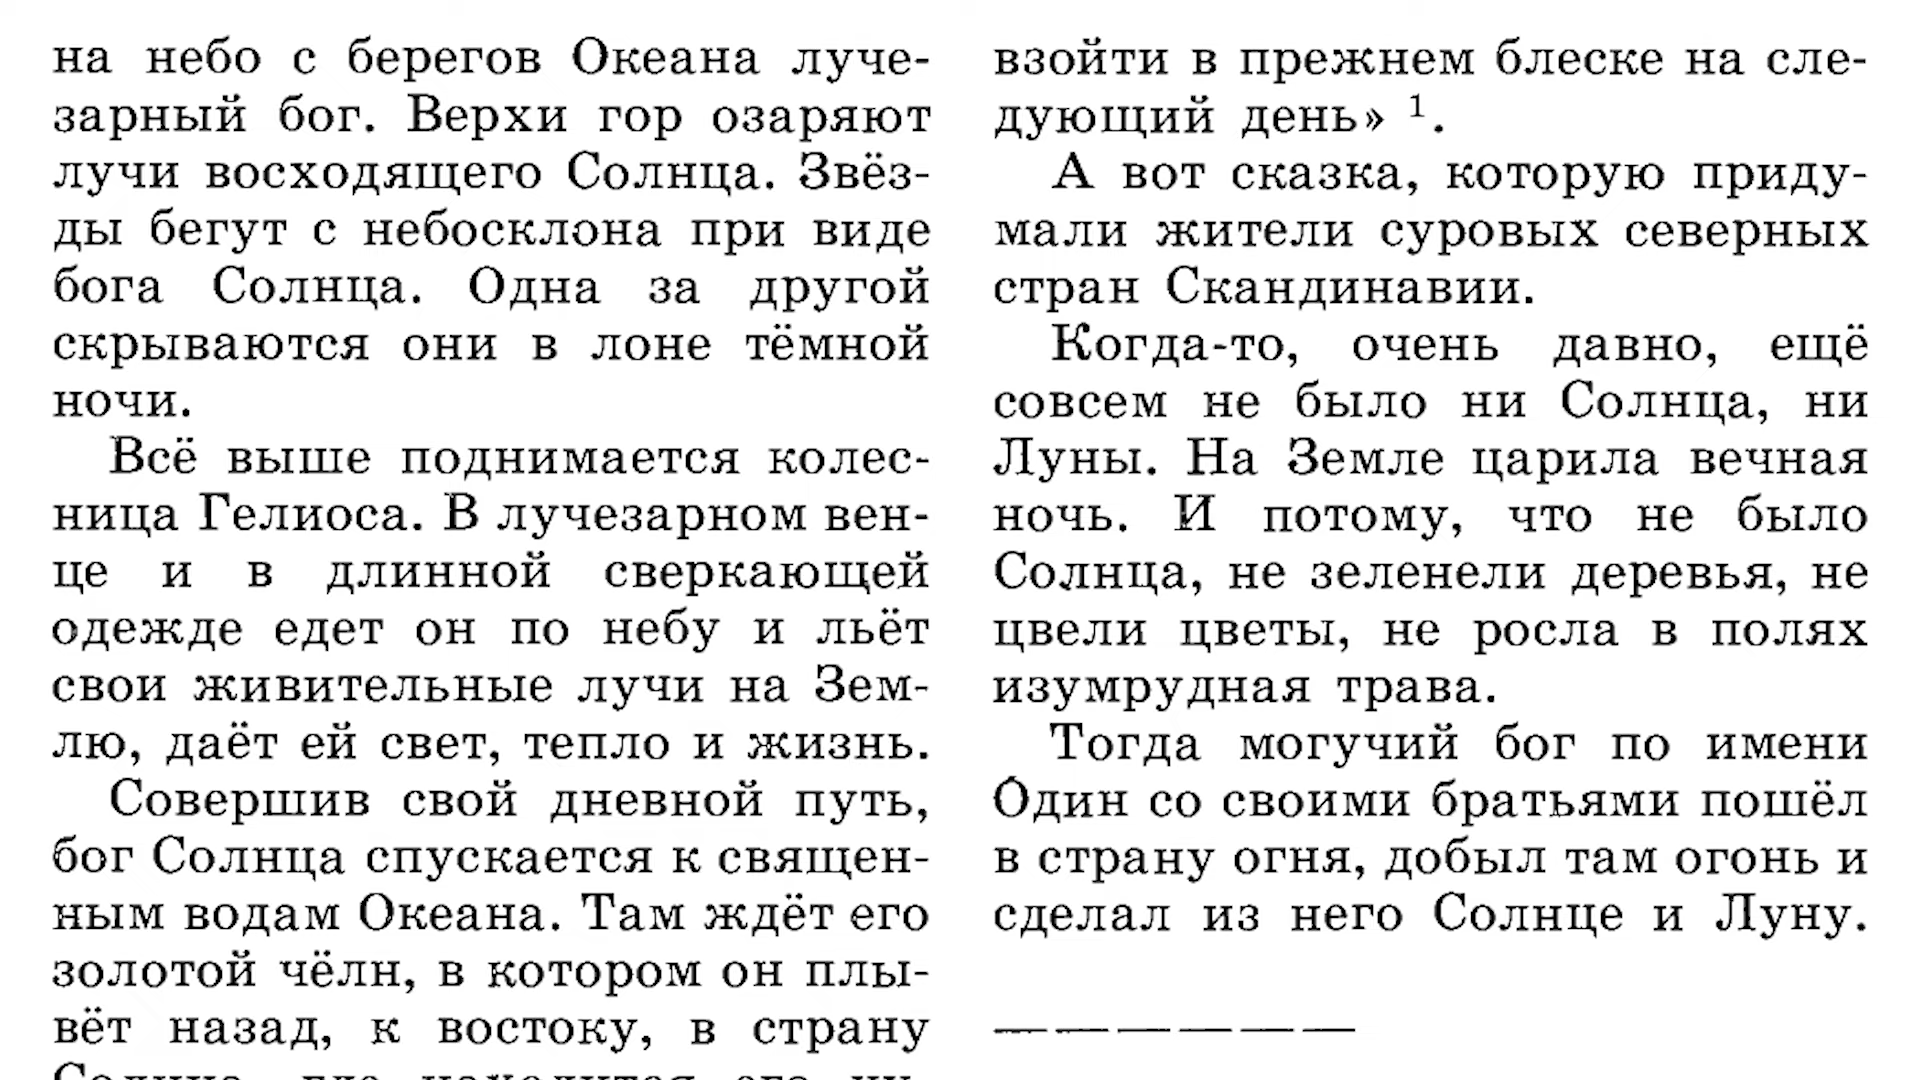 на небо с берегов Океана луче-
зарный бог. Верхи гор озаряют
лучи восходящего Солнца. Звёз-
ды бегут с небосклона при виде
бога Солнца. Одна за другой
скрываются они в лоне тёмной
ночи.
Всё выше поднимается колес-
ница Гелиоса. В лучезарном вен-
це и в длинной сверкающей
одежде едет он по небу и льёт
свои живительные лучи на Зем-
лю, даёт ей свет, тепло и жизнь.
Совершив свой дневной путь,
бог Солнца спускается к священ-
ным водам Океана. Там ждёт его
золотой чёлн, в котором он плы-
вёт назад, к востоку, в страну
взойти в прежнем блеске на сле-
дующий день» ¹.
А вот сказка, которую приду-
мали жители суровых северных
стран Скандинавии.
Когда-то, очень давно, ещё
совсем не было ни Солнца, ни
Луны. На Земле царила вечная
ночь. И потому, что не было
Солнца, не зеленели деревья, не
цвели цветы, не росла в полях
изумрудная трава.
Тогда могучий бог по имени
О́дин со своими братьями пошёл
в страну огня, добыл там огонь и
сделал из него Солнце и Луну.